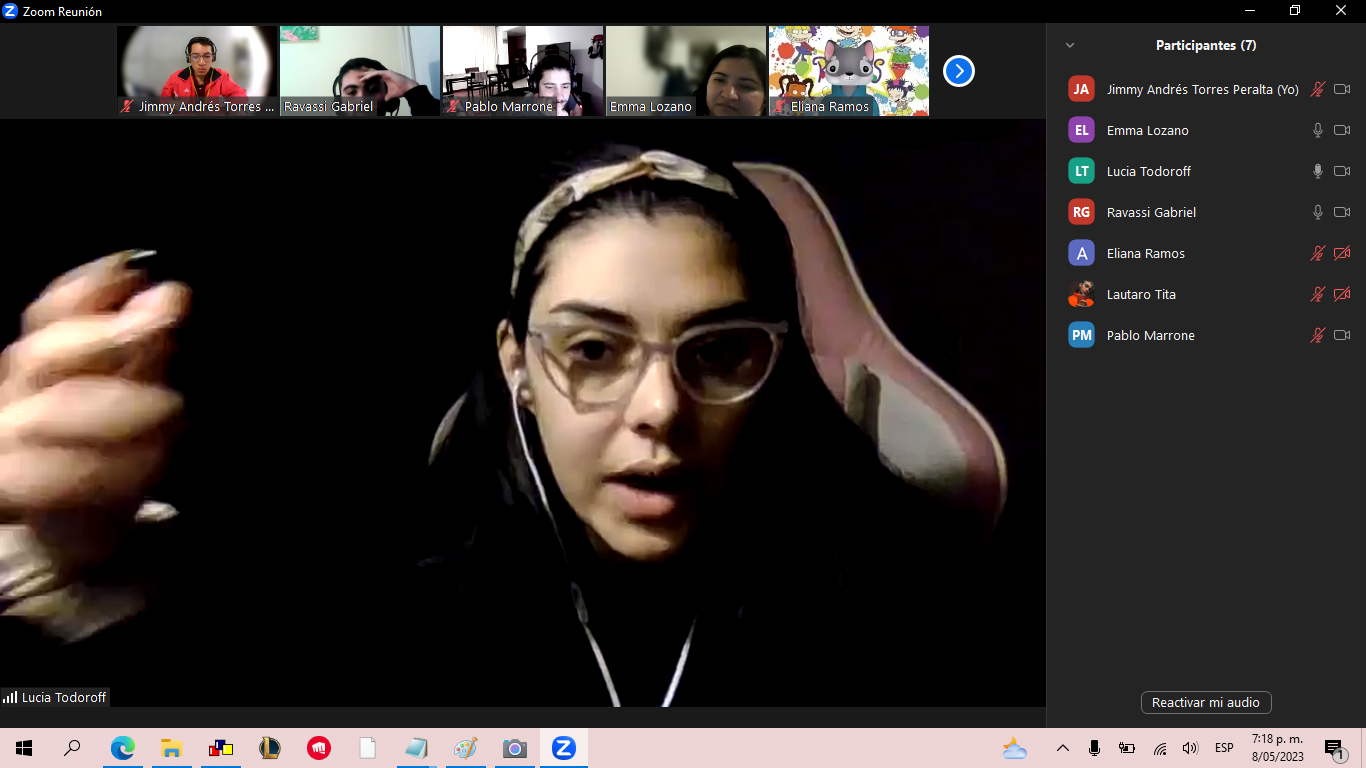 Zoom Reunión
Jimmy Andrés Torres ...
Ravassi Gabriel
Pablo Marrone
Emma Lozano
Eliana Ramos
Participantes (7)
JA Jimmy Andrés Torres Peralta (Yo)
EL Emma Lozano
LT Lucia Todoroff
RG Ravassi Gabriel
A Eliana Ramos
Lautaro Tita
PM Pablo Marrone
Lucia Todoroff
Reactivar mi audio
ESP
7:18 p. m.
8/05/2023
1